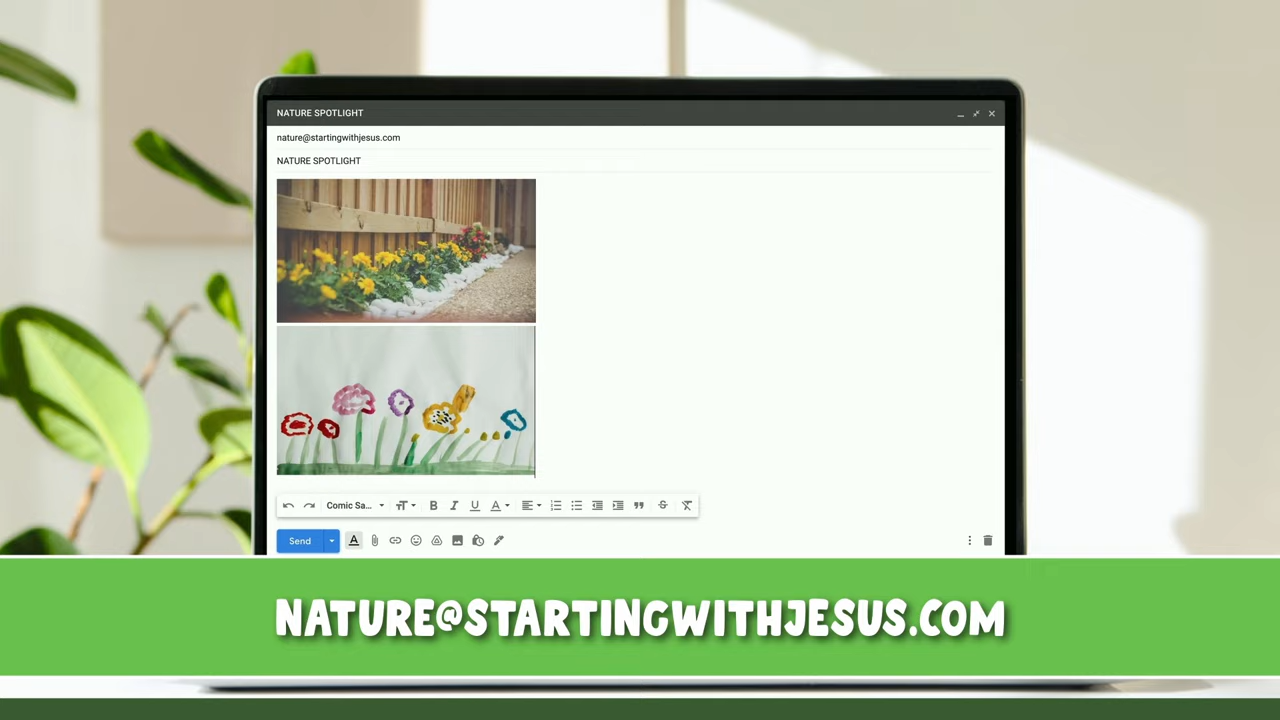 NATURE SPOTLIGHT
nature@startingwithjesus.com
NATURE SPOTLIGHT
Comic Sa...
Send
NATURE@STARTINGWITHJESUS.COM